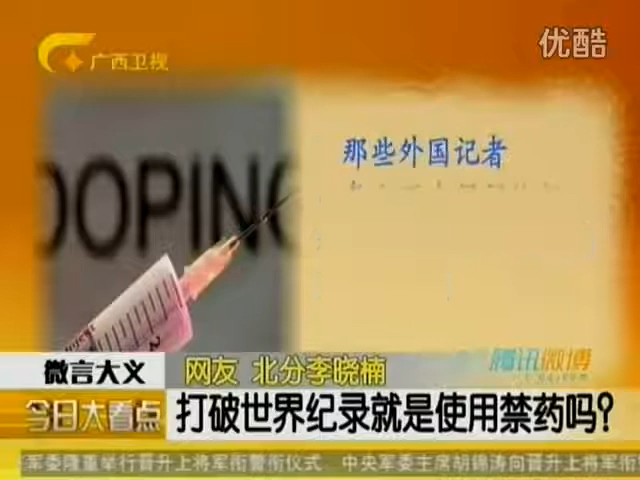 广西卫视
优酷
DOPING
那些外国记者
腾讯微博
微言大义
网友 北分李晓楠
今日大看点
打破世界纪录就是使用禁药吗?
军委隆重举行晋升上将军衔警衔仪式、中央军委主席胡锦涛向晋升上将军衔